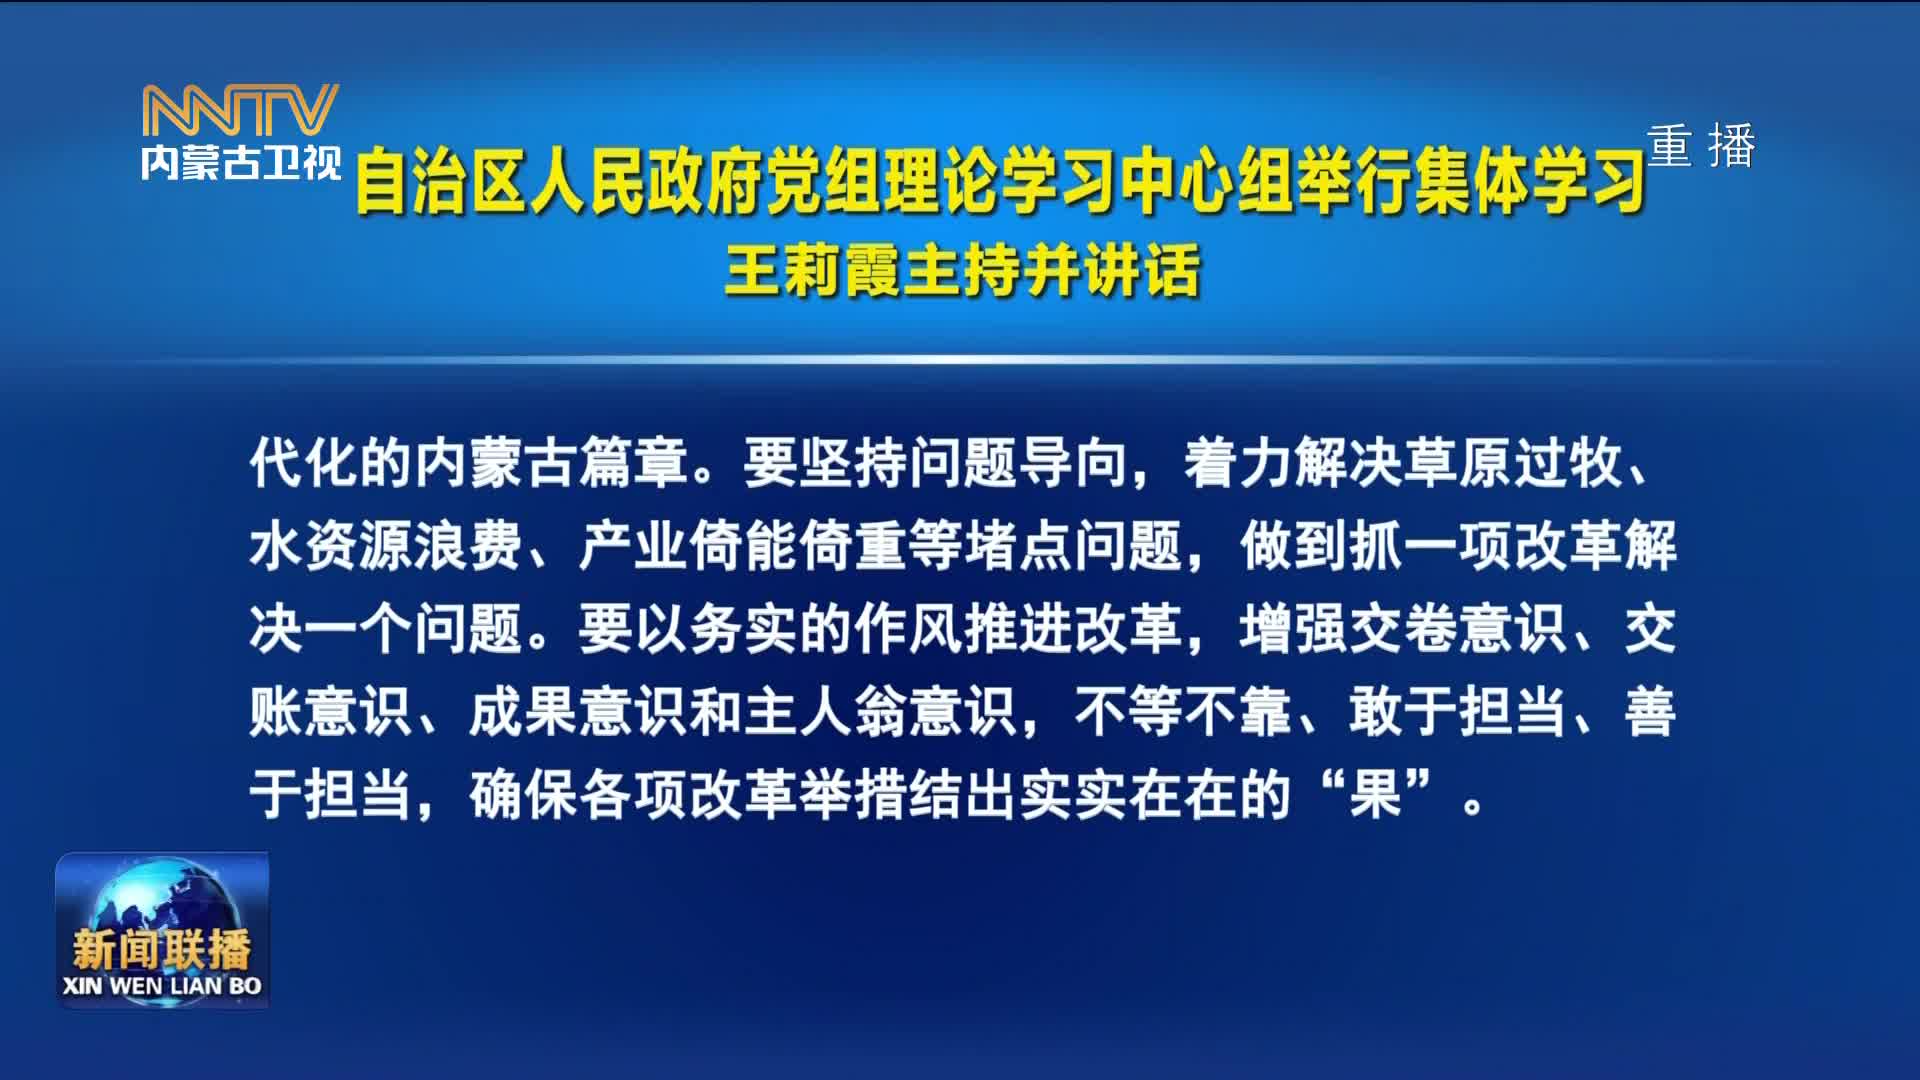 NNTV
内蒙古卫视
重播
自治区人民政府党组理论学习中心组举行集体学习
王莉霞主持并讲话
代化的内蒙古篇章。要坚持问题导向，着力解决草原过牧、
水资源浪费、产业倚能倚重等堵点问题，做到抓一项改革解
决一个问题。要以务实的作风推进改革，增强交卷意识、交
账意识、成果意识和主人翁意识，不等不靠、敢于担当、善
于担当，确保各项改革举措结出实实在在的“果”。
新闻联播
XIN WEN LIAN BO